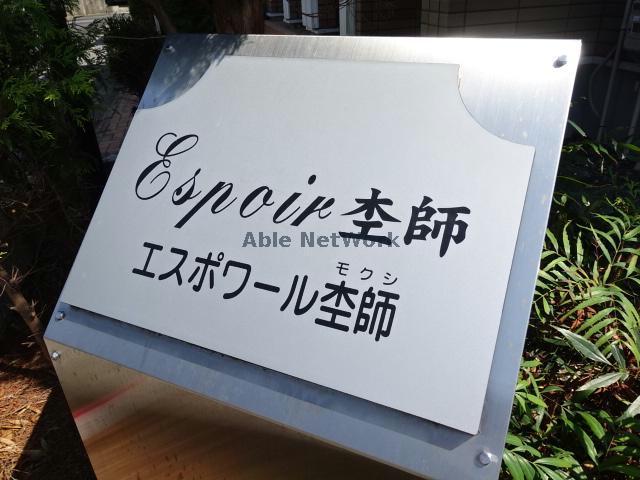 Espoir杢師
Able Network
モクシ
エスポワール杢師